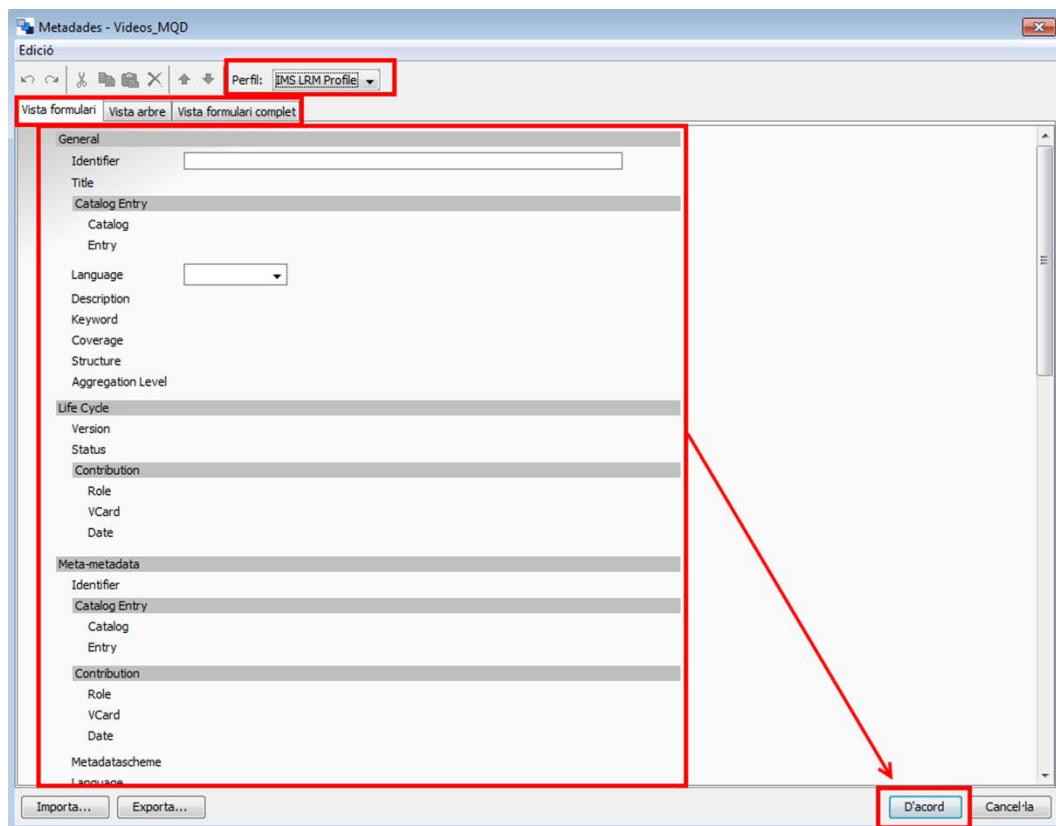 Metadades - Videos_MQD
Edició
Perfil: IMS LRM Profile
Vista formulari Vista arbre Vista formulari complet
General
Identifier
Title
Catalog Entry
Catalog
Entry
Language
Description
Keyword
Coverage
Structure
Aggregation Level
Life Cycle
Version
Status
Contribution
Role
VCard
Date
Meta-metadata
Identifier
Catalog Entry
Catalog
Entry
Contribution
Role
VCard
Date
Metadatascheme
Language
Importa... Exporta... D'acord Cancel·la